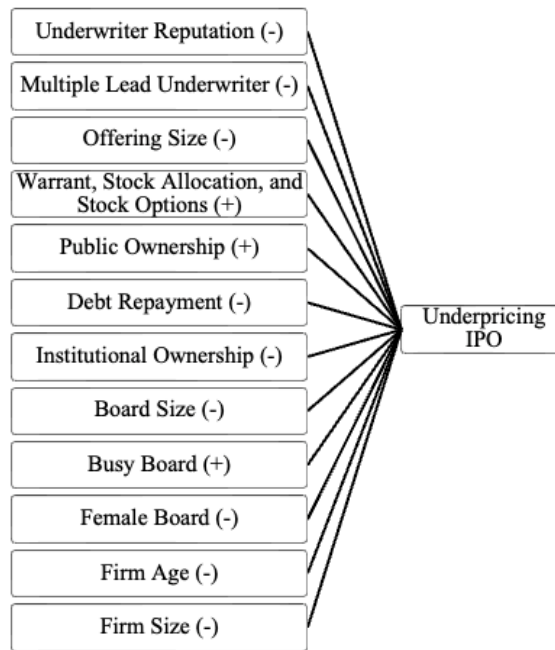 Underwriter Reputation (-)
Multiple Lead Underwriter (-)
Offering Size (-)
Warrant, Stock Allocation, and
Stock Options (+)
Public Ownership (+)
Debt Repayment (-)
Institutional Ownership (-)
Board Size (-)
Busy Board (+)
Female Board (-)
Firm Age (-)
Firm Size (-)
Underpricing
IPO